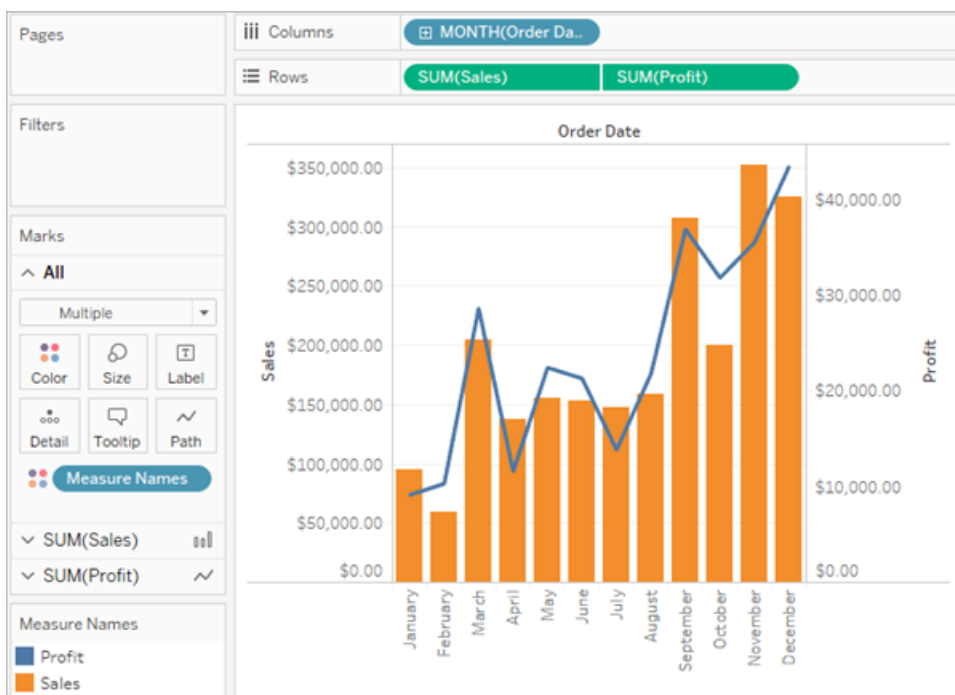 Pages
Columns
MONTH(Order Da..
Rows
SUM(Sales)
SUM(Profit)
Filters
Marks
All
Multiple
Color
Size
Label
Detail
Tooltip
Path
Measure Names
SUM(Sales)
SUM(Profit)
Measure Names
Profit
Sales
Order Date
Sales
$350,000.00
$300,000.00
$250,000.00
$200,000.00
$150,000.00
$100,000.00
$50,000.00
$0.00
Profit
$40,000.00
$30,000.00
$20,000.00
$10,000.00
$0.00
January
February
March
April
May
June
July
August
September
October
November
December